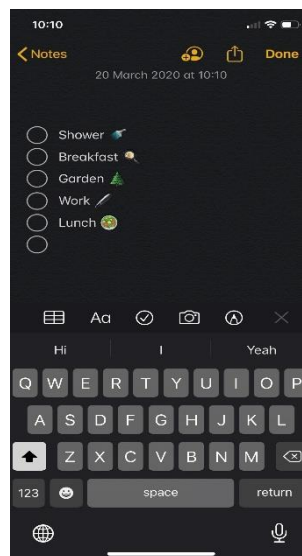 10:10
Notes
Done
20 March 2020 at 10:10
Shower 🚿
Breakfast 🍳
Garden 🌲
Work 🖋
Lunch 🥗
Aa
Hi I Yeah
Q W E R T Y U I O P
A S D F G H J K L
Z X C V B N M
123 space return